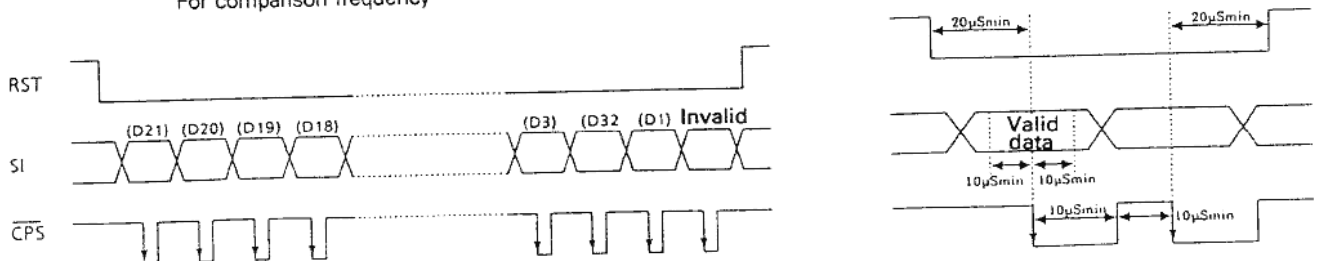 For comparison frequency
RST
(D21) (D20) (D19) (D18) (D3) (D32 (D1) Invalid
SI
CPS
20μSmin 20μSmin
Valid
data
10μSmin 10μSmin
10μSmin 10μSmin